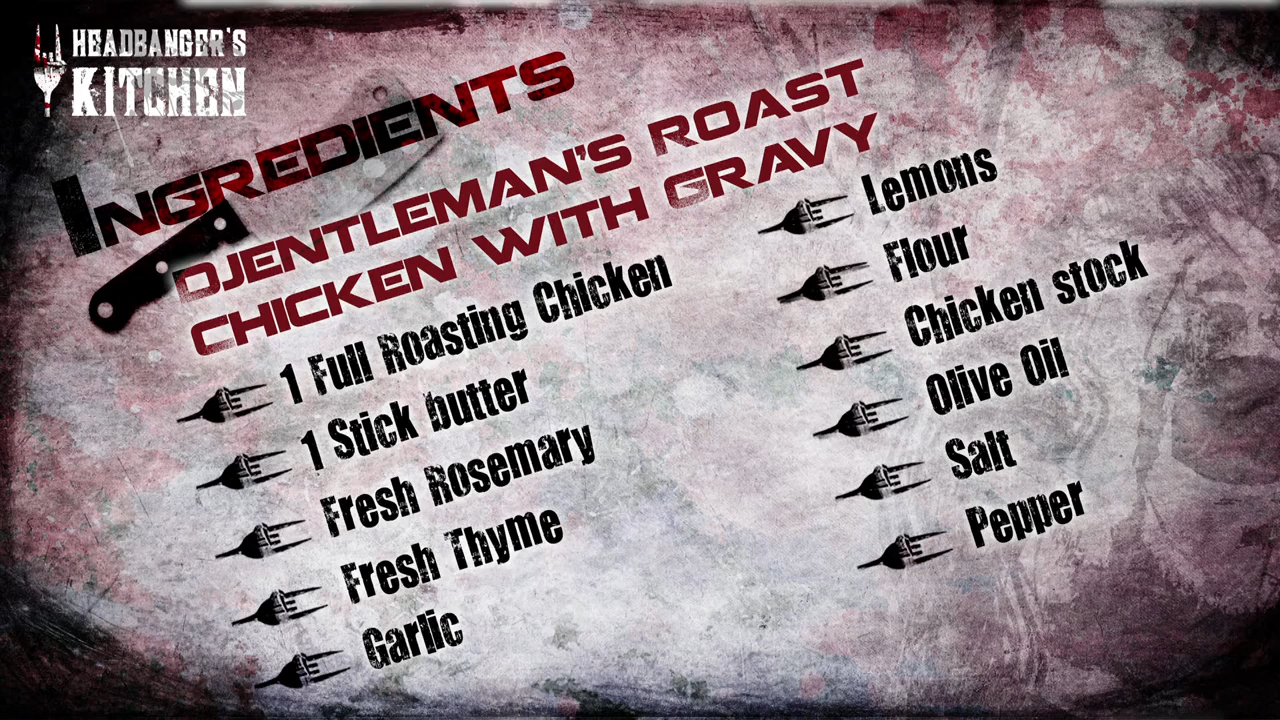 HEADBANGER'S
KITCHEN
INGREDIENTS
DJENTLEMAN'S ROAST
CHICKEN WITH GRAVY
1 Full Roasting Chicken
1 Stick butter
Fresh Rosemary
Fresh Thyme
Garlic
Lemons
Flour
Chicken stock
Olive Oil
Salt
Pepper